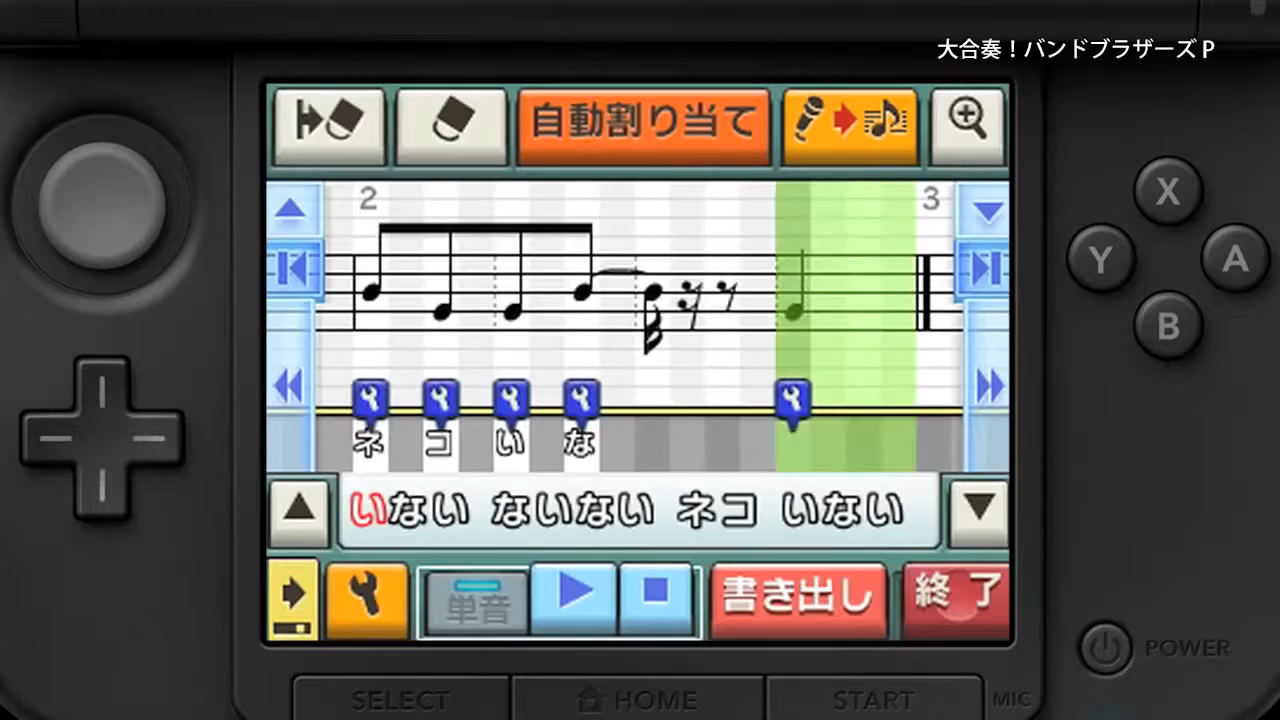 大合奏！バンドブラザーズP
自動割り当て
2 3
ネ コ い な
いない ないない ネコ いない
単音 書き出し 終了
X
Y A
B
POWER
SELECT HOME START MIC